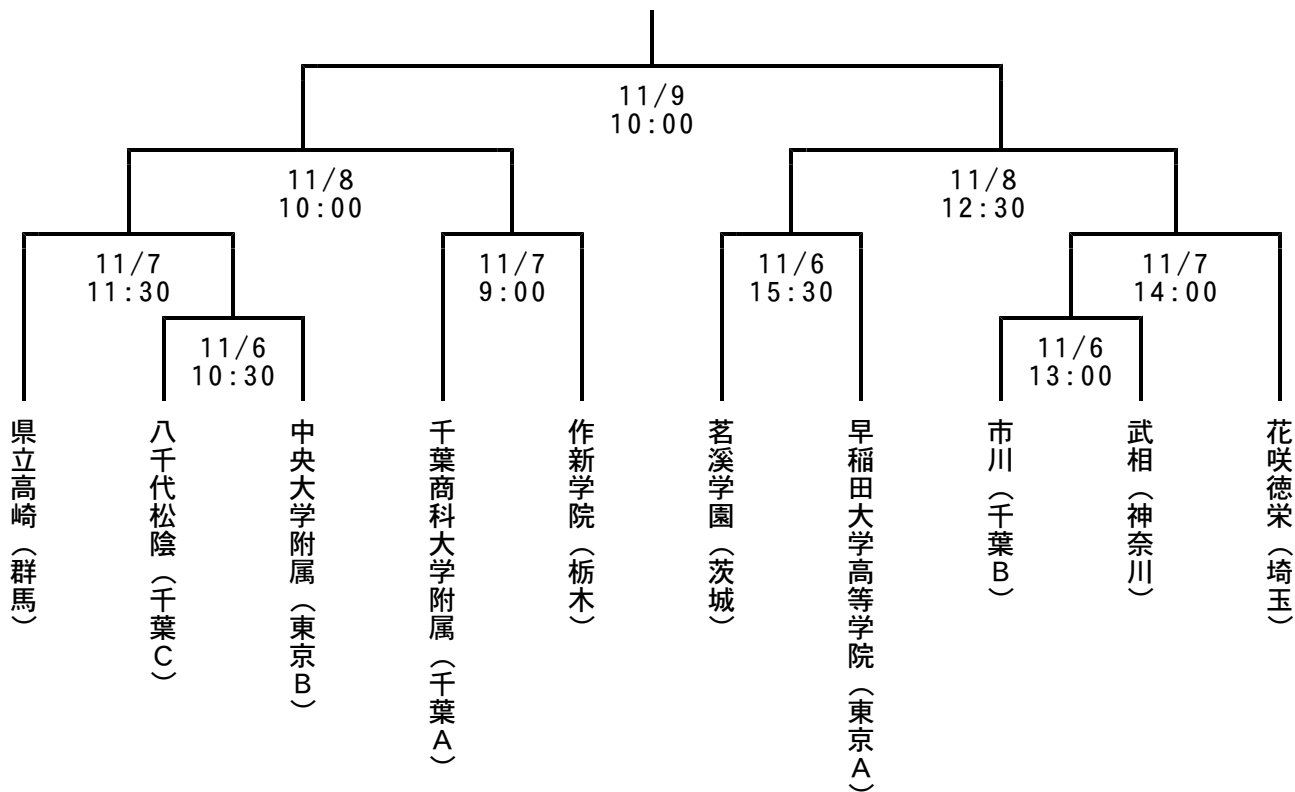 11/9
10:00
11/8
10:00
11/8
12:30
11/7
11:30
11/7
9:00
11/6
15:30
11/7
14:00
11/6
10:30
11/6
13:00
県立高崎（群馬）
八千代松陰（千葉C）
中央大学附属（東京B）
千葉商科大学附属（千葉A）
作新学院（栃木）
茗溪学園（茨城）
早稲田大学高等学院（東京A）
市川（千葉B）
武相（神奈川）
花咲徳栄（埼玉）